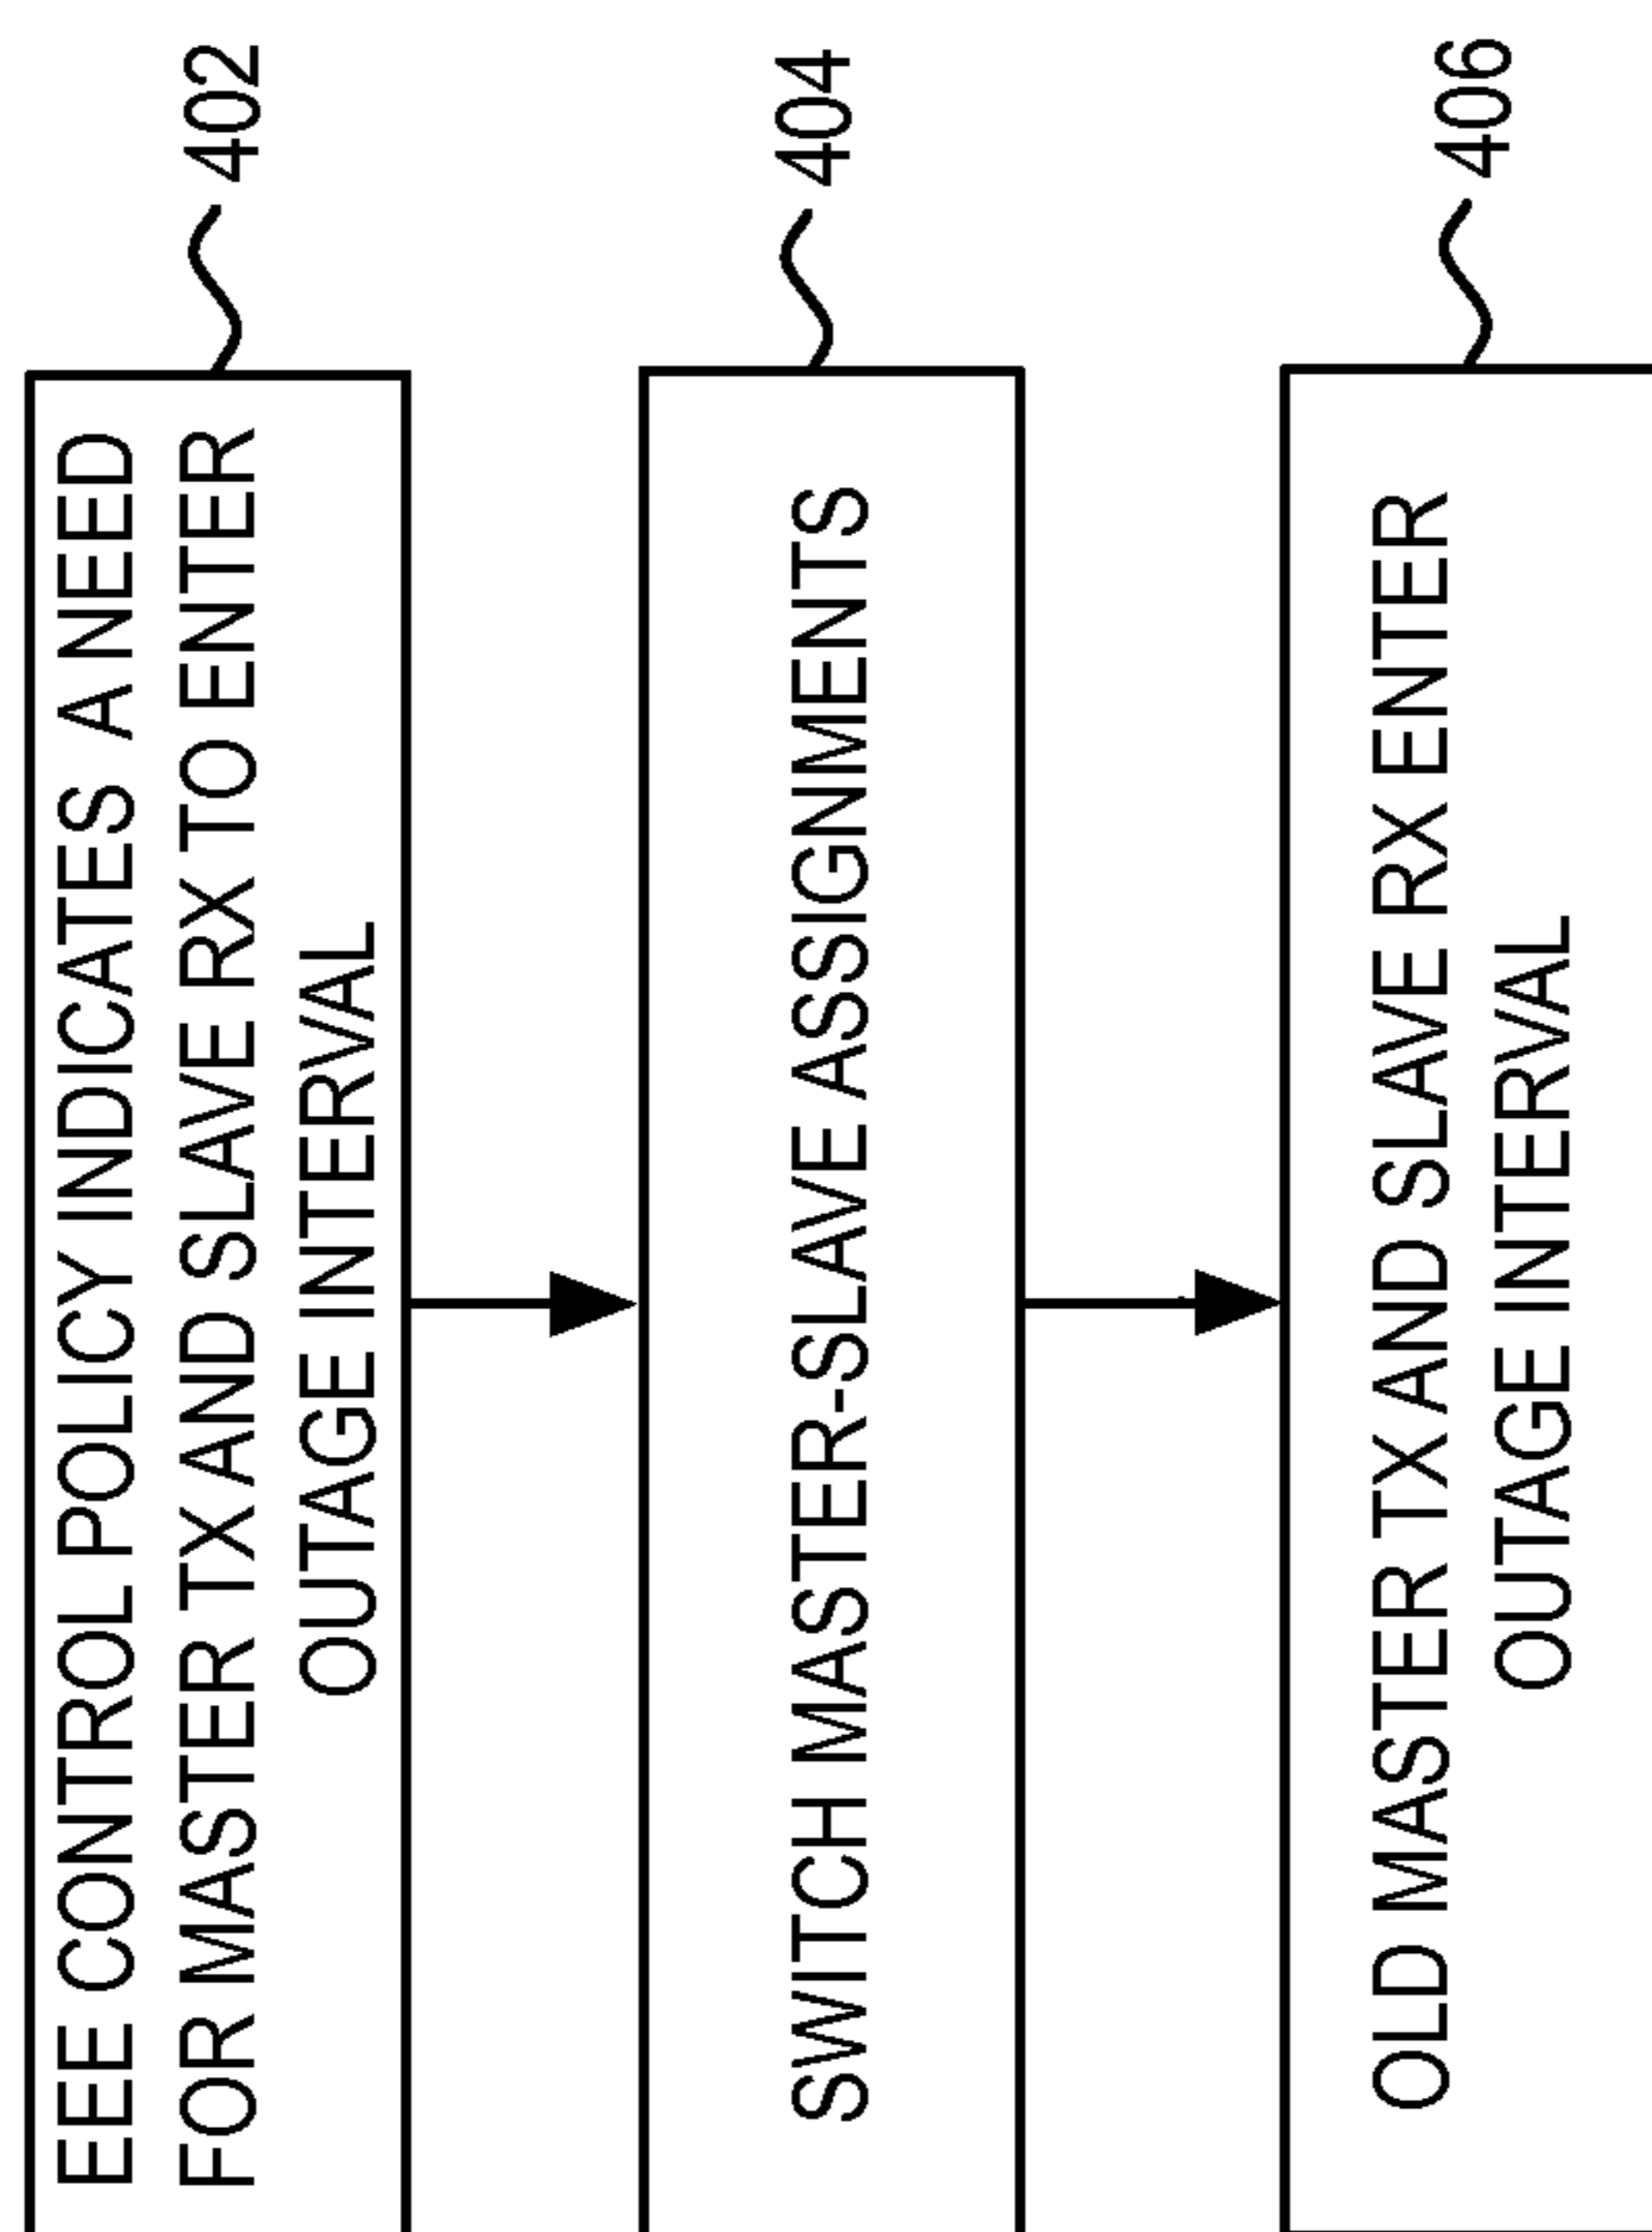 EEE CONTROL POLICY INDICATES A NEED
FOR MASTER TX AND SLAVE RX TO ENTER
OUTAGE INTERVAL
402
SWITCH MASTER-SLAVE ASSIGNMENTS
404
OLD MASTER TX AND SLAVE RX ENTER
OUTAGE INTERVAL
406